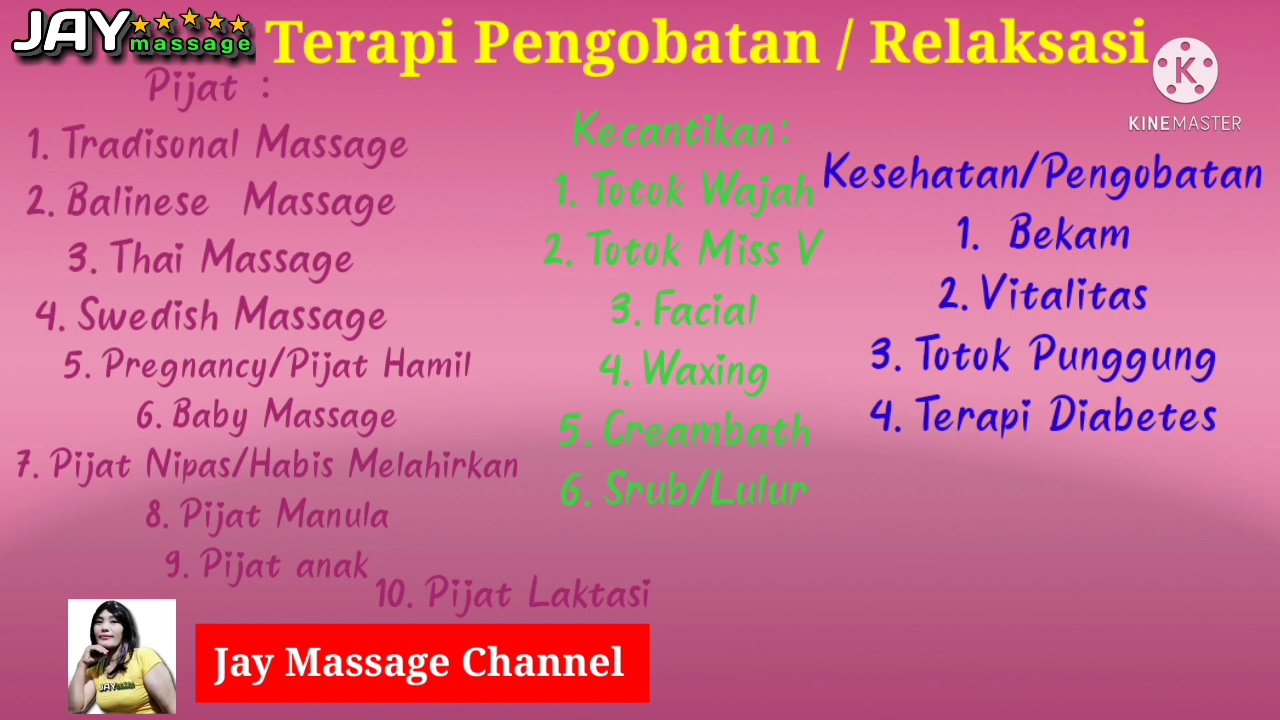 JAY massage
Terapi Pengobatan / Relaksasi
KINEMASTER
Pijat :
1. Tradisonal Massage
2. Balinese Massage
3. Thai Massage
4. Swedish Massage
5. Pregnancy/Pijat Hamil
6. Baby Massage
7. Pijat Nipas/Habis Melahirkan
8. Pijat Manula
9. Pijat anak
10. Pijat Laktasi
Kecantikan:
1. Totok Wajah
2. Totok Miss V
3. Facial
4. Waxing
5. Creambath
6. Srub/Lulur
Kesehatan/Pengobatan
1. Bekam
2. Vitalitas
3. Totok Punggung
4. Terapi Diabetes
Jay Massage Channel